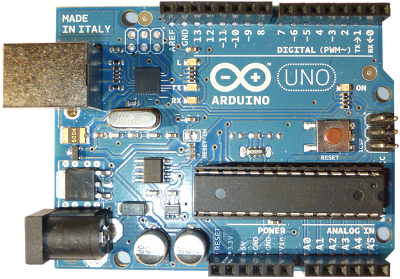 MADE
IN ITALY
AREF
GND
13
12
~11
~10
~9
8
7
~6
~5
4
~3
2
TX→1
RX←0
DIGITAL (PWM~)
L
TX
RX
ARDUINO
UNO
ON
RESET
POWER
ANALOG IN
RESET
3.3V
5V
GND
GND
Vin
A0
A1
A2
A3
A4
A5